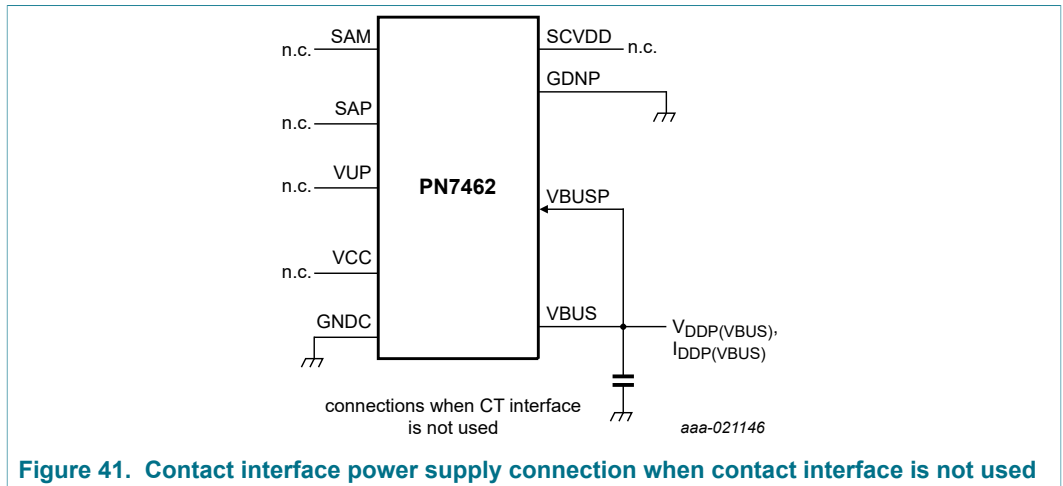 SAM
n.c.
SCVDD
n.c.
GDNP
SAP
n.c.
VUP
n.c.
PN7462
VBUSP
VCC
n.c.
GNDC
VBUS
VDDP(VBUS),
IDDP(VBUS)
connections when CT interface
is not used
aaa-021146
Figure 41. Contact interface power supply connection when contact interface is not used